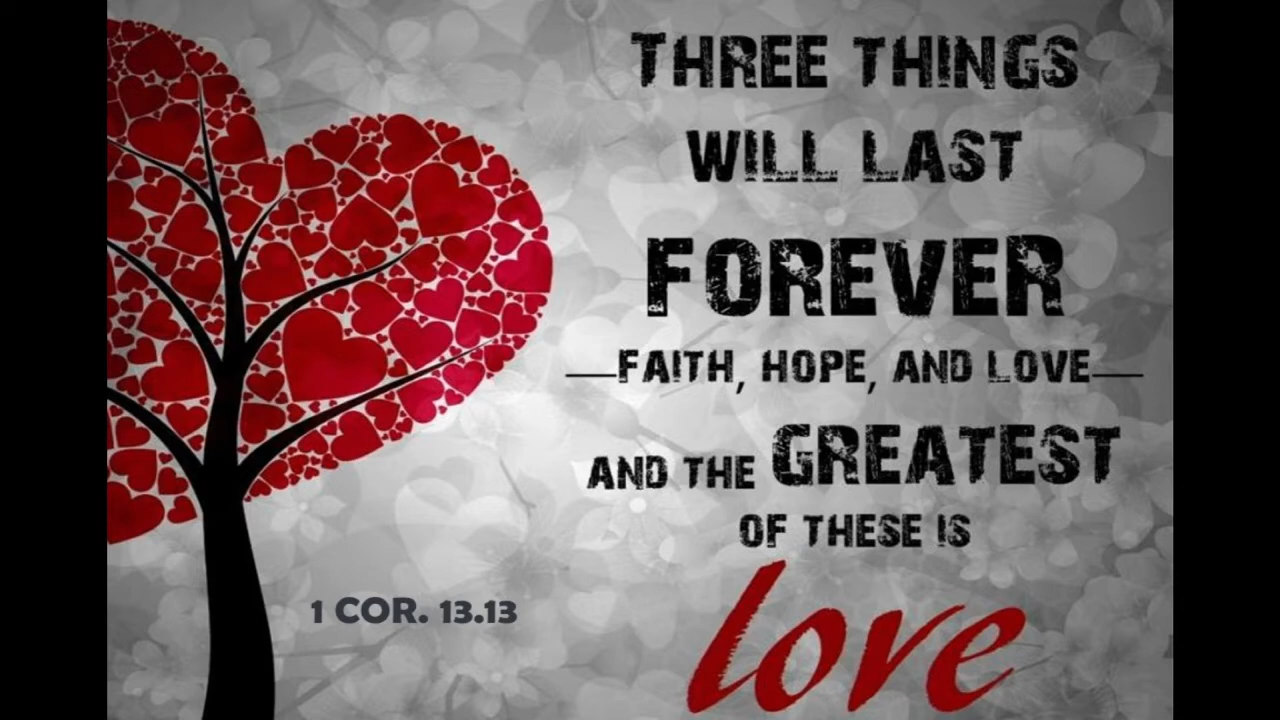 THREE THINGS
WILL LAST
FOREVER
—FAITH, HOPE, AND LOVE—
AND THE GREATEST
OF THESE IS
love
1 COR. 13.13